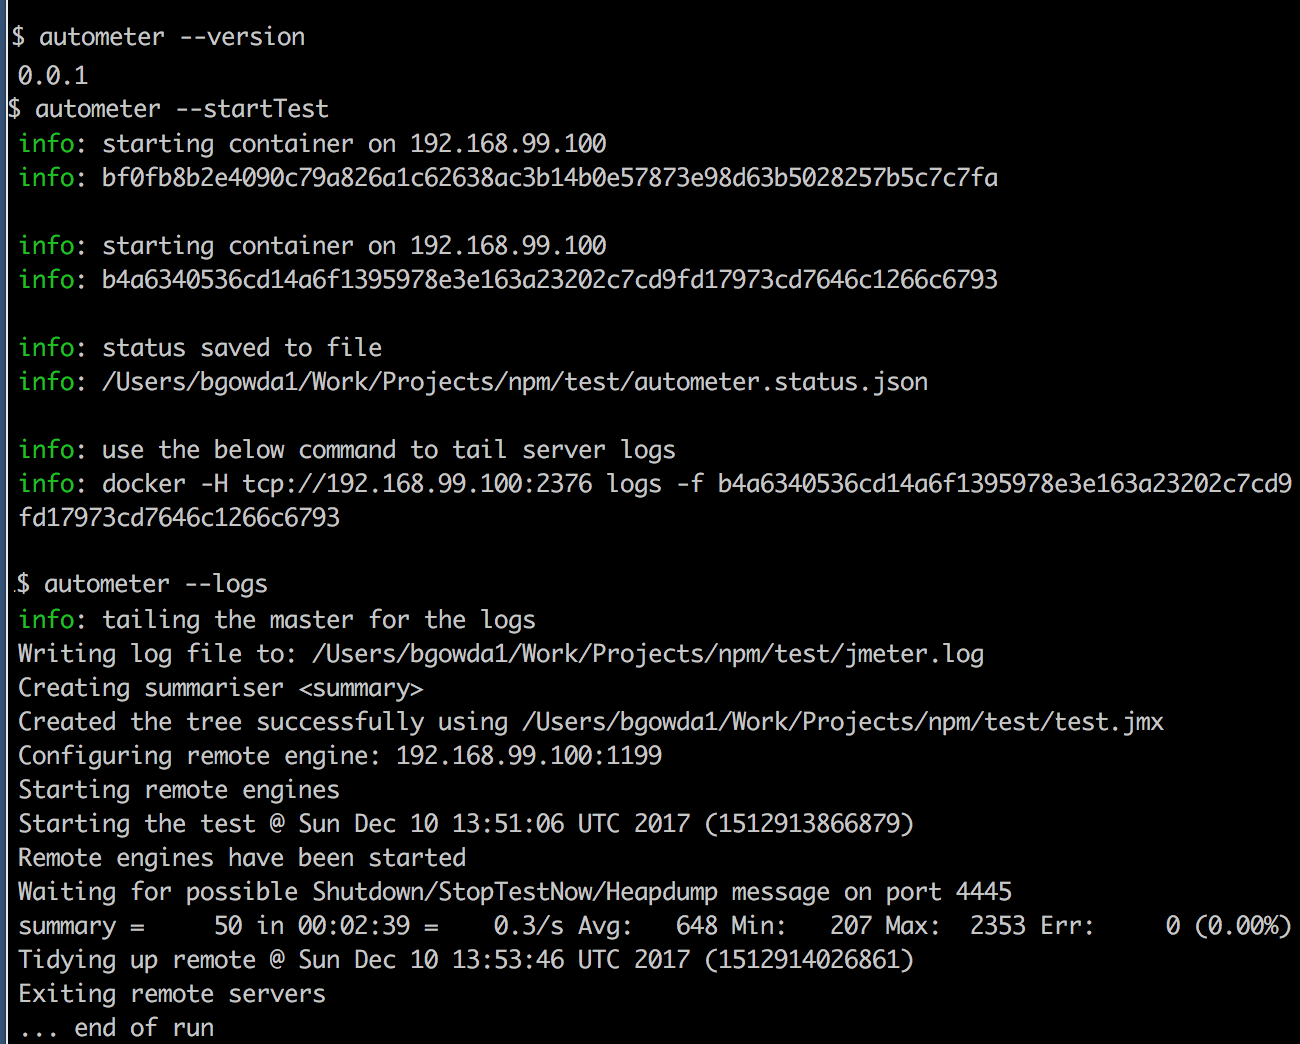 $ autometer --version
0.0.1
$ autometer --startTest
info: starting container on 192.168.99.100
info: bf0fb8b2e4090c79a826a1c62638ac3b14b0e57873e98d63b5028257b5c7c7fa
info: starting container on 192.168.99.100
info: b4a6340536cd14a6f1395978e3e163a23202c7cd9fd17973cd7646c1266c6793
info: status saved to file
info: /Users/bgowda1/Work/Projects/npm/test/autometer.status.json
info: use the below command to tail server logs
info: docker -H tcp://192.168.99.100:2376 logs -f b4a6340536cd14a6f1395978e3e163a23202c7cd9
fd17973cd7646c1266c6793
$ autometer --logs
info: tailing the master for the logs
Writing log file to: /Users/bgowda1/Work/Projects/npm/test/jmeter.log
Creating summariser <summary>
Created the tree successfully using /Users/bgowda1/Work/Projects/npm/test/test.jmx
Configuring remote engine: 192.168.99.100:1199
Starting remote engines
Starting the test @ Sun Dec 10 13:51:06 UTC 2017 (1512913866879)
Remote engines have been started
Waiting for possible Shutdown/StopTestNow/Heapdump message on port 4445
summary =     50 in 00:02:39 =    0.3/s Avg:   648 Min:   207 Max:  2353 Err:     0 (0.00%)
Tidying up remote @ Sun Dec 10 13:53:46 UTC 2017 (1512914026861)
Exiting remote servers
... end of run